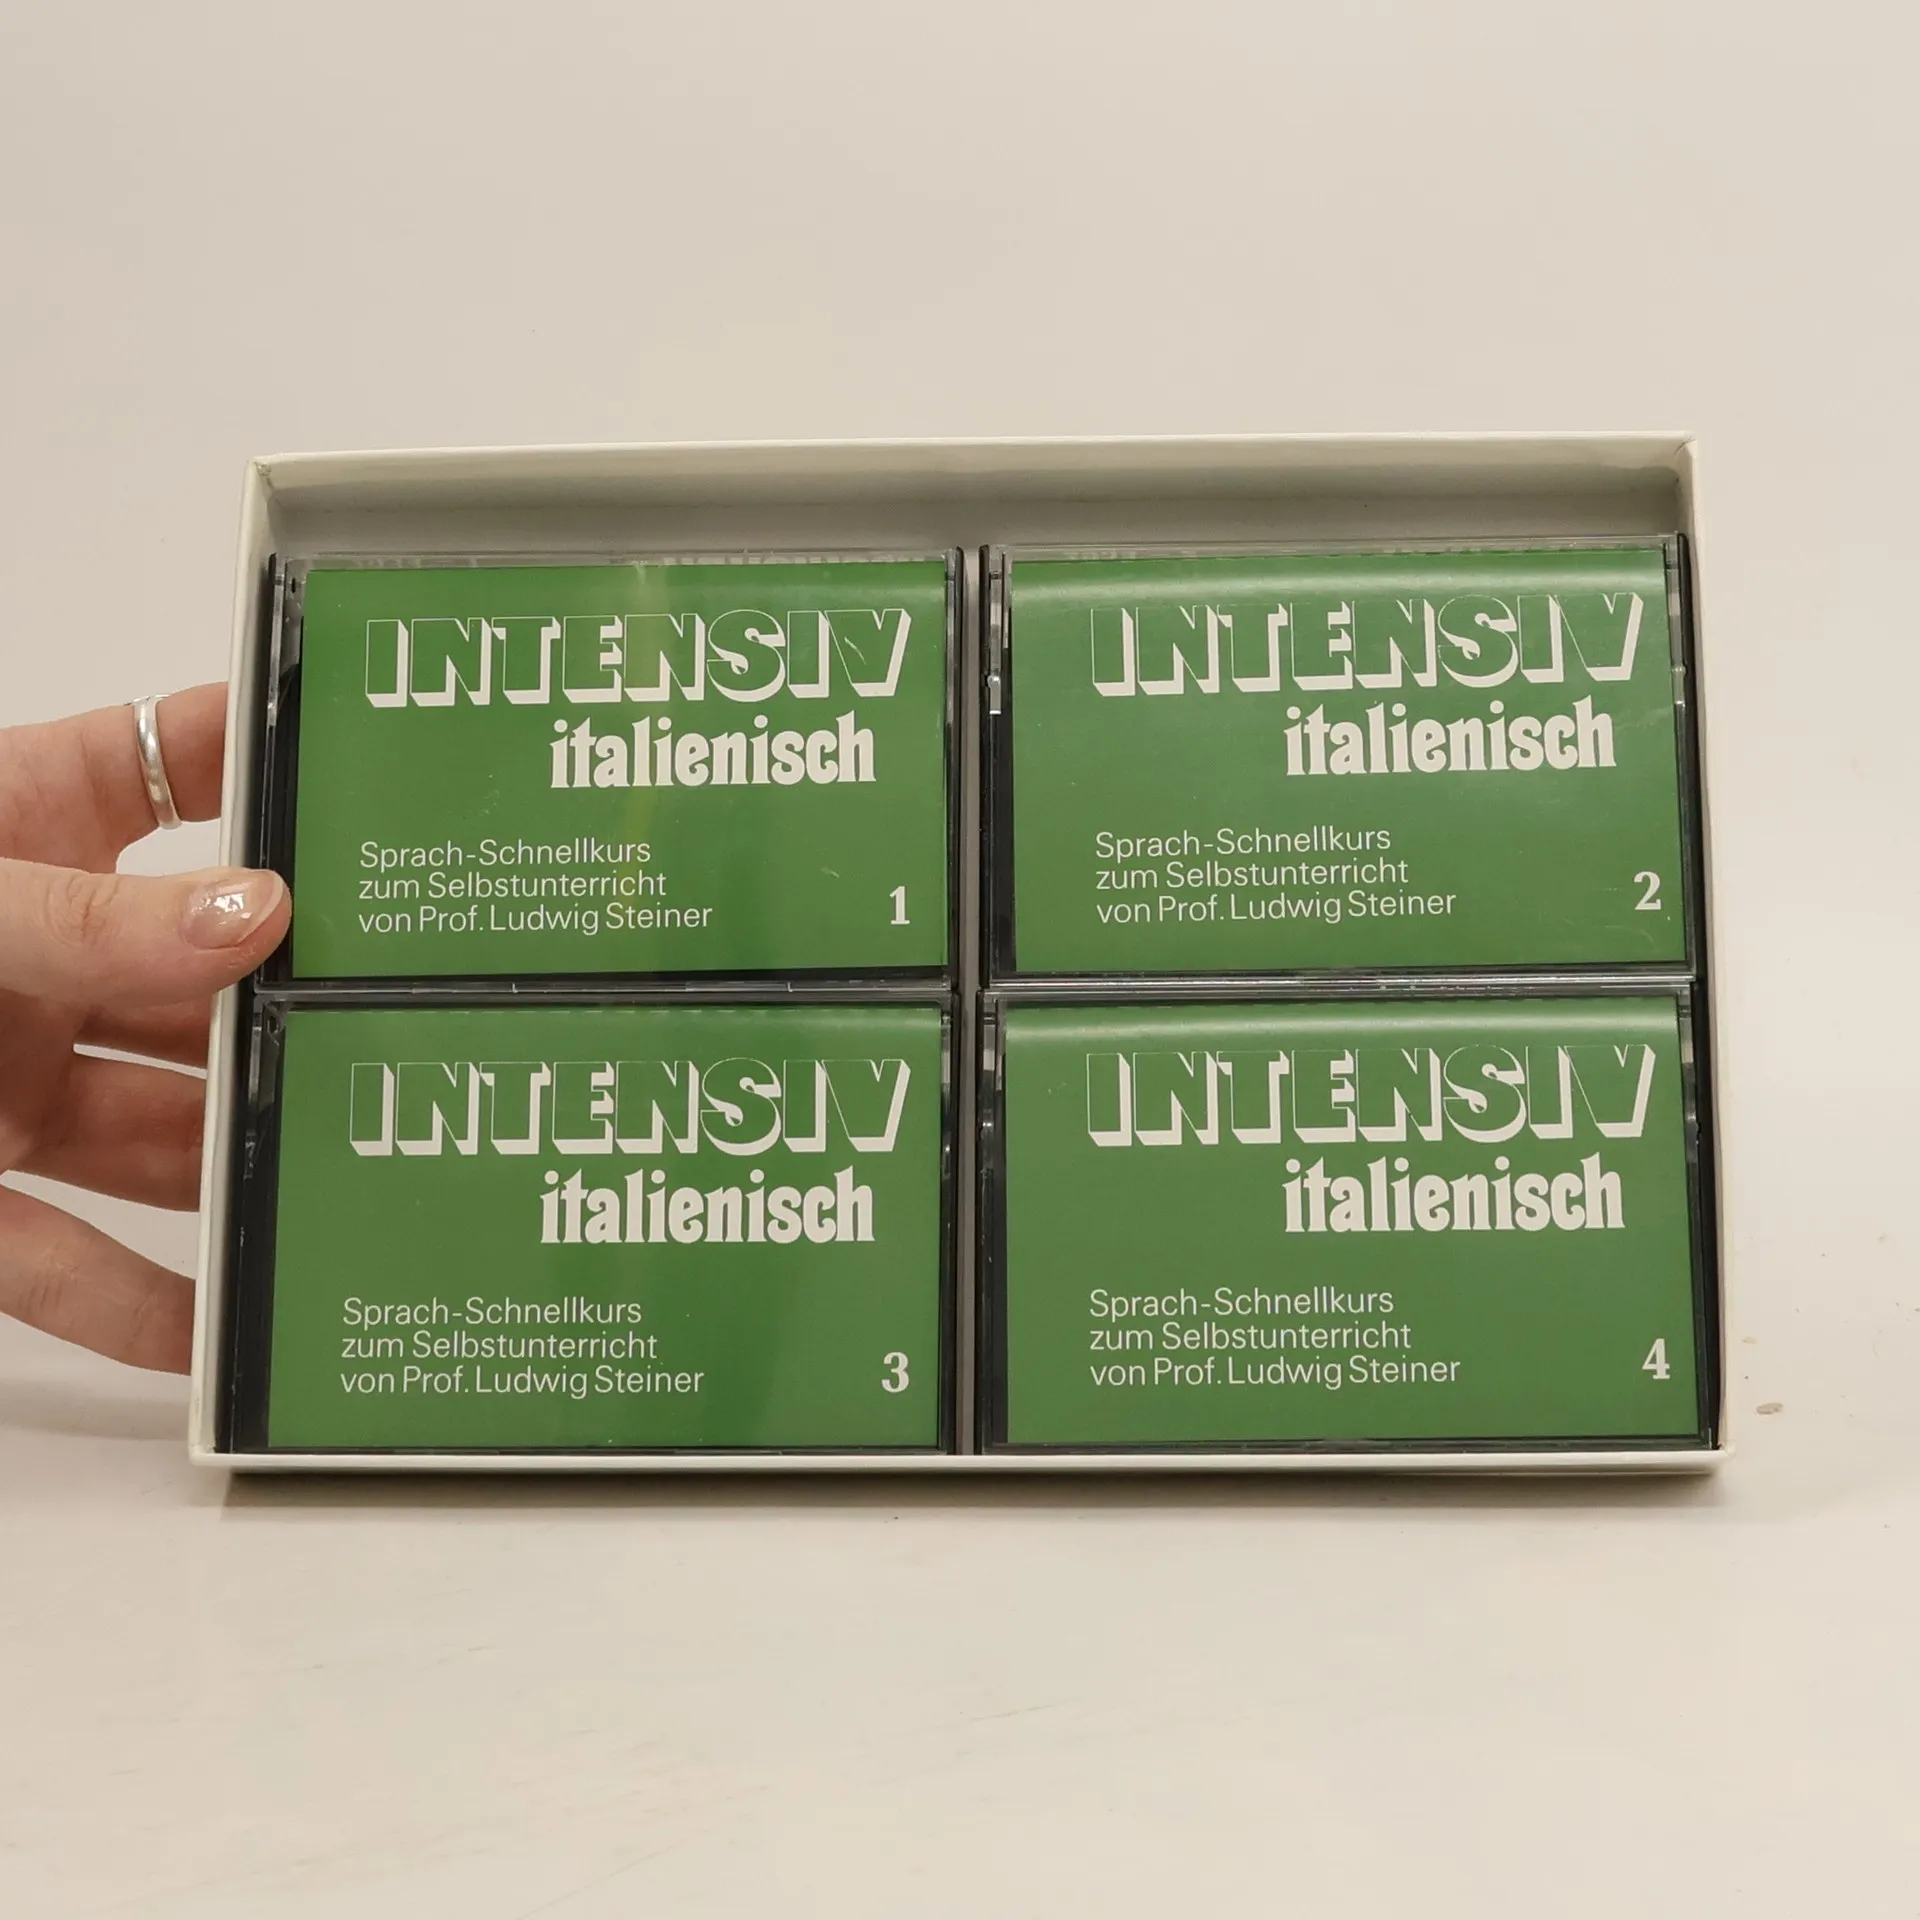 INTENSIV
italienisch
Sprach-Schnellkurs
zum Selbstunterricht
von Prof. Ludwig Steiner
1
INTENSIV
italienisch
Sprach-Schnellkurs
zum Selbstunterricht
von Prof. Ludwig Steiner
2
INTENSIV
italienisch
Sprach-Schnellkurs
zum Selbstunterricht
von Prof. Ludwig Steiner
3
INTENSIV
italienisch
Sprach-Schnellkurs
zum Selbstunterricht
von Prof. Ludwig Steiner
4